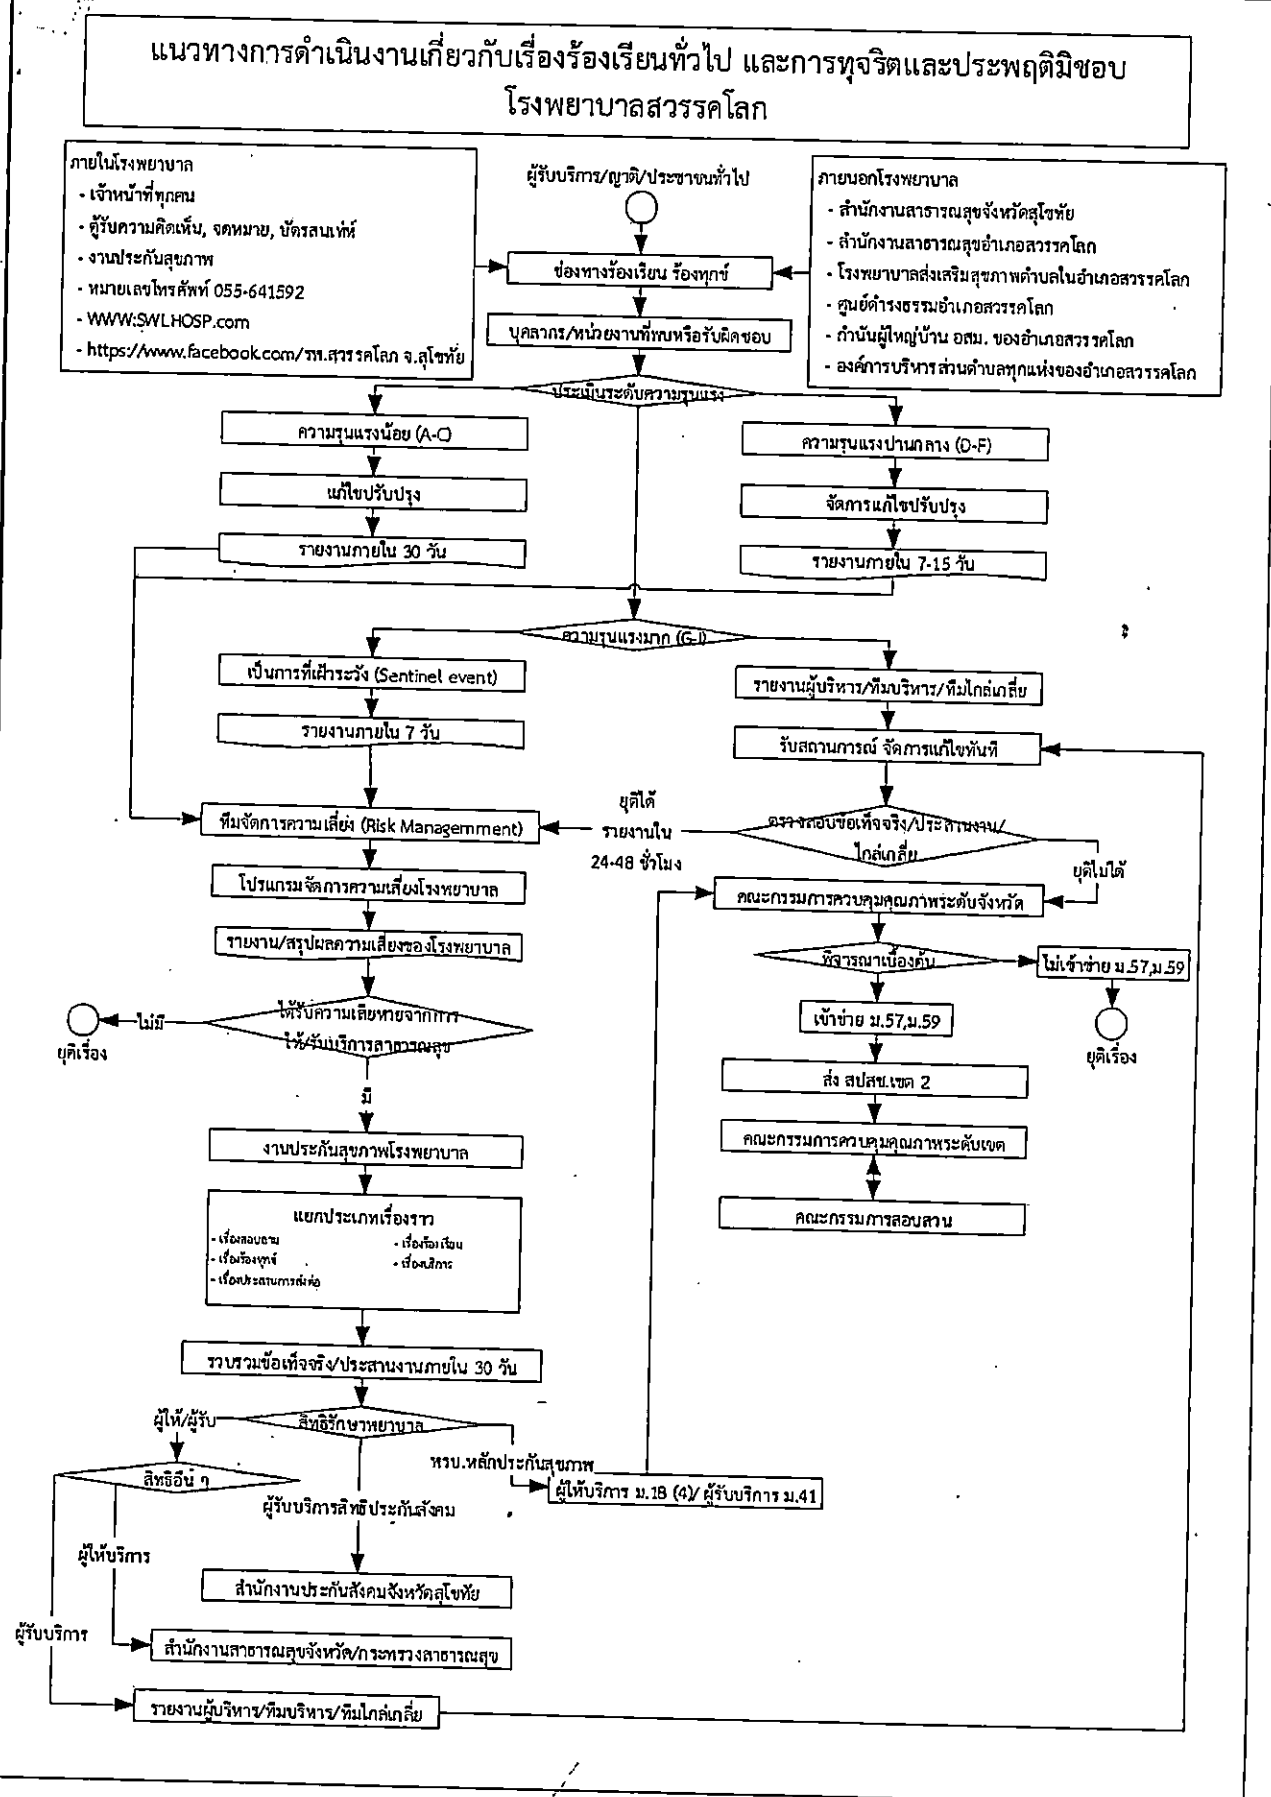 แนวทางการดำเนินงานเกี่ยวกับเรื่องร้องเรียนทั่วไป และการทุจริตและประพฤติมิชอบ
โรงพยาบาลสวรรคโลก
ภายในโรงพยาบาล
- เจ้าหน้าที่ทุกคน
- ตู้รับความคิดเห็น, จดหมาย, บัตรสนเท่ห์
- งานประกันสุขภาพ
- หมายเลขโทรศัพท์ 055-641592
- WWW.SWLHOSP.com
- https://www.facebook.com/รพ.สวรรคโลก จ.สุโขทัย
ผู้รับบริการ/ญาติ/ประชาชนทั่วไป
ช่องทางร้องเรียน ร้องทุกข์
บุคลากร/หน่วยงานที่พบหรือรับผิดชอบ
ภายนอกโรงพยาบาล
- สำนักงานสาธารณสุขจังหวัดสุโขทัย
- สำนักงานสาธารณสุขอำเภอสวรรคโลก
- โรงพยาบาลส่งเสริมสุขภาพตำบลในอำเภอสวรรคโลก
- ศูนย์ดำรงธรรมอำเภอสวรรคโลก
- กำนันผู้ใหญ่บ้าน อสม. ของอำเภอสวรรคโลก
- องค์การบริหารส่วนตำบลทุกแห่งของอำเภอสวรรคโลก
ประเมินระดับความรุนแรง
ความรุนแรงน้อย (A-C)
แก้ไขปรับปรุง
รายงานภายใน 30 วัน
ความรุนแรงปานกลาง (D-F)
จัดการแก้ไขปรับปรุง
รายงานภายใน 7-15 วัน
ความรุนแรงมาก (G-I)
เป็นการที่เฝ้าระวัง (Sentinel event)
รายงานภายใน 7 วัน
รายงานผู้บริหาร/ทีมบริหาร/ทีมไกล่เกลี่ย
รับสถานการณ์ จัดการแก้ไขทันที
ทีมจัดการความเสี่ยง (Risk Managemment)
ยุติได้
รายงานใน
24-48 ชั่วโมง
ตรวจสอบข้อเท็จจริง/ประสานงาน/
ไกล่เกลี่ย
ยุติไม่ได้
โปรแกรมจัดการความเสี่ยงโรงพยาบาล
คณะกรรมการควบคุมคุณภาพระดับจังหวัด
รายงาน/สรุปผลความเสี่ยงของโรงพยาบาล
พิจารณาเบื้องต้น
ไม่เข้าข่าย ม.57,ม.59
ยุติเรื่อง
ได้รับความเสียหายจากการ
ให้/รับบริการสาธารณสุข
ไม่มี
ยุติเรื่อง
เข้าข่าย ม.57,ม.59
ส่ง สปสช.เขต 2
มี
งานประกันสุขภาพโรงพยาบาล
คณะกรรมการควบคุมคุณภาพระดับเขต
คณะกรรมการสอบสวน
แยกประเภทเรื่องราว
- เรื่องสอบถาม
- เรื่องร้องทุกข์
- เรื่องประสานการส่งต่อ
- เรื่องร้องเรียน
- เรื่องบริการ
รวบรวมข้อเท็จจริง/ประสานงานภายใน 30 วัน
ผู้ให้/ผู้รับ
สิทธิรักษาพยาบาล
พรบ.หลักประกันสุขภาพ
สิทธิอื่น ๆ
ผู้ให้บริการ ม.18 (4)/ ผู้รับบริการ ม.41
ผู้รับบริการสิทธิประกันสังคม
ผู้ให้บริการ
สำนักงานประกันสังคมจังหวัดสุโขทัย
ผู้รับบริการ
สำนักงานสาธารณสุขจังหวัด/กระทรวงสาธารณสุข
รายงานผู้บริหาร/ทีมบริหาร/ทีมไกล่เกลี่ย